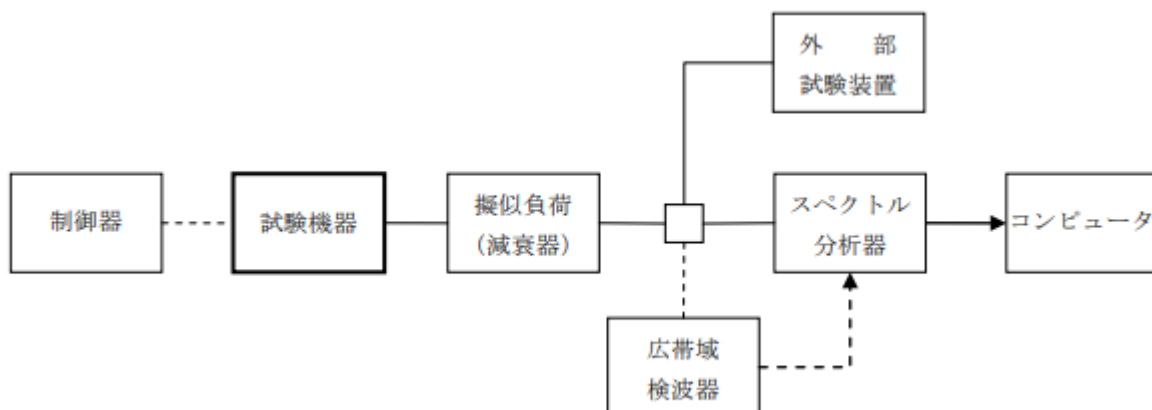 外　　部
試験装置
制御器
試験機器
擬似負荷
（減衰器）
スペクトル
分析器
コンピュータ
広帯域
検波器